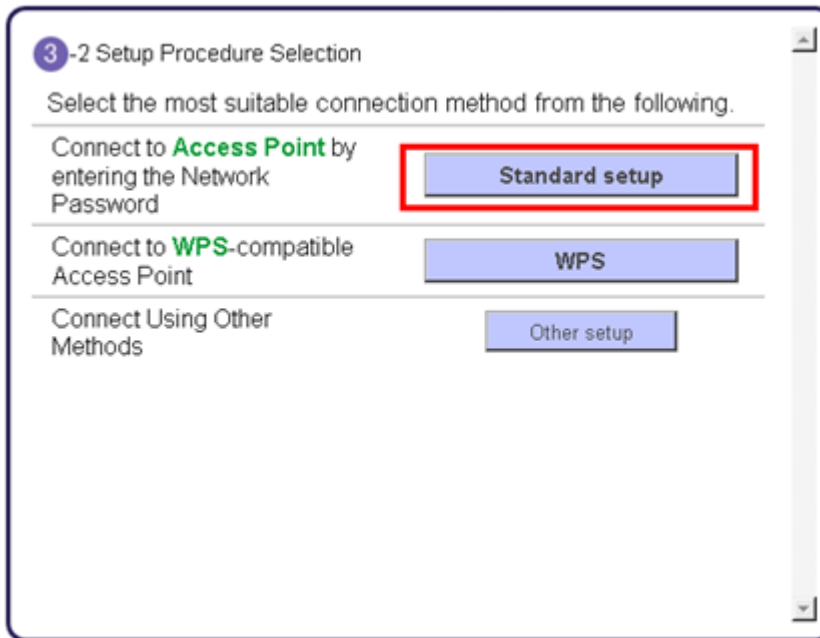 3-2 Setup Procedure Selection
Select the most suitable connection method from the following.
Connect to Access Point by
entering the Network
Password
Standard setup
Connect to WPS-compatible
Access Point
WPS
Connect Using Other
Methods
Other setup